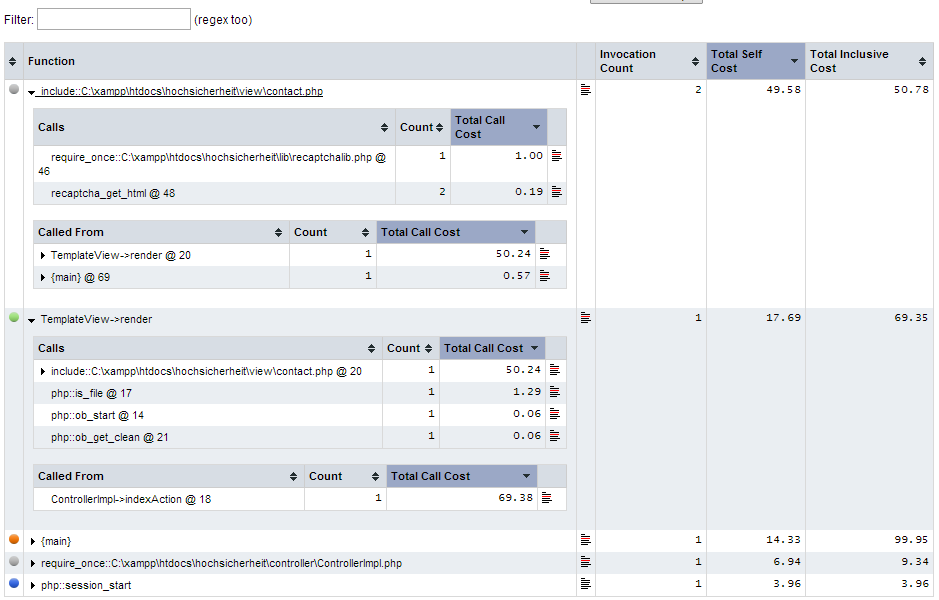 Filter: (regex too)
Function Invocation Count Total Self Cost Total Inclusive Cost
include::C:\xampp\htdocs\hochsicherheit\view\contact.php 2 49.58 50.78
Calls Count Total Call Cost
require_once::C:\xampp\htdocs\hochsicherheit\lib\recaptchalib.php @ 46 1 1.00
recaptcha_get_html @ 48 2 0.19
Called From Count Total Call Cost
TemplateView->render @ 20 1 50.24
{main} @ 69 1 0.57
TemplateView->render 1 17.69 69.35
Calls Count Total Call Cost
include::C:\xampp\htdocs\hochsicherheit\view\contact.php @ 20 1 50.24
php::is_file @ 17 1 1.29
php::ob_start @ 14 1 0.06
php::ob_get_clean @ 21 1 0.06
Called From Count Total Call Cost
ControllerImpl->indexAction @ 18 1 69.38
{main} 1 14.33 99.95
require_once::C:\xampp\htdocs\hochsicherheit\controller\ControllerImpl.php 1 6.94 9.34
php::session_start 1 3.96 3.96